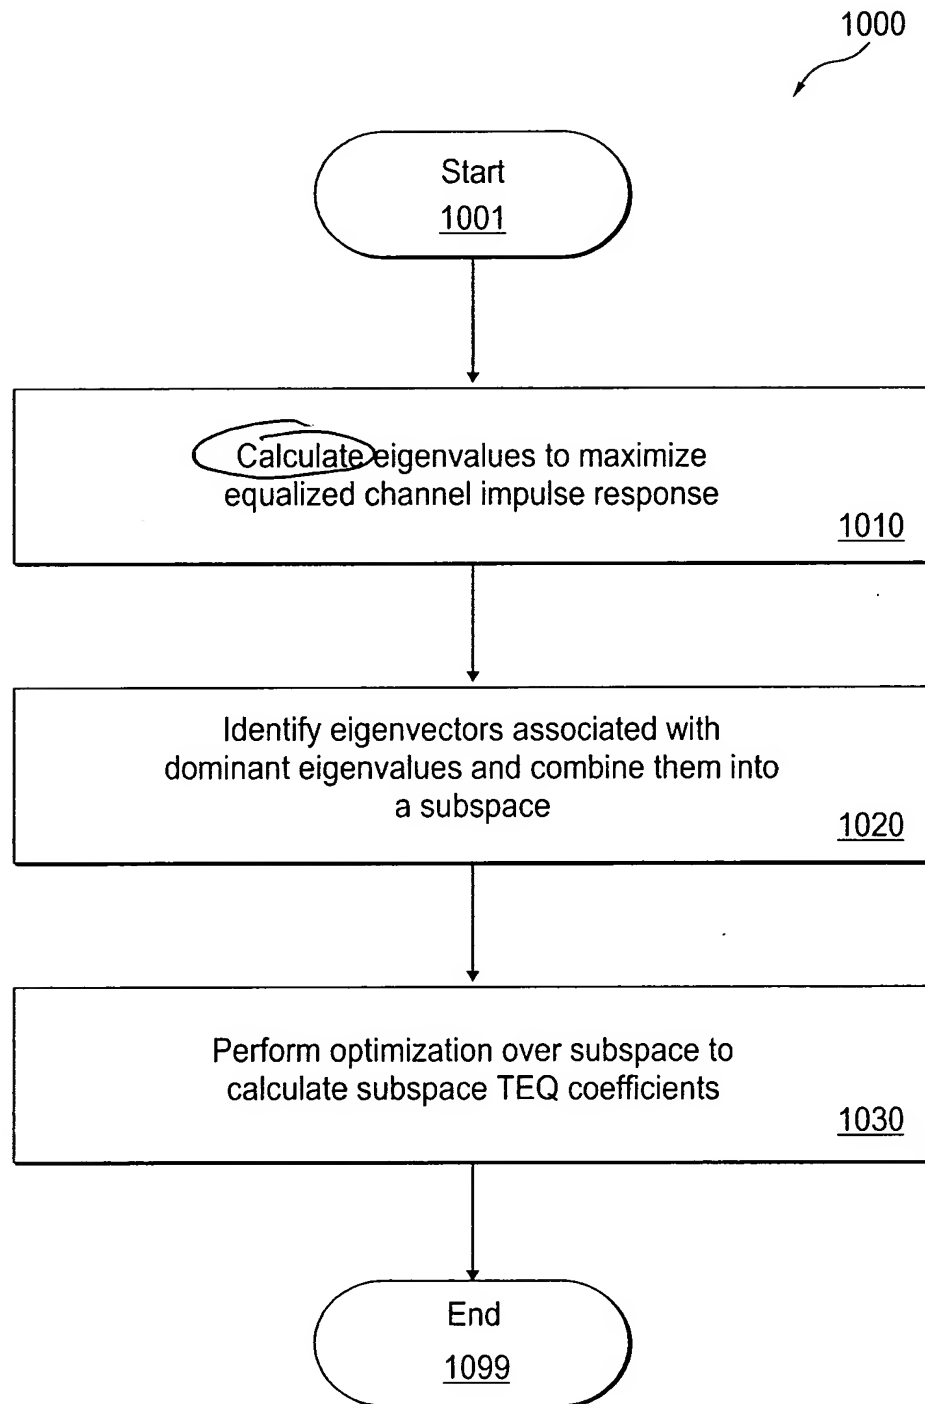 1000
Start
1001
Calculate eigenvalues to maximize
equalized channel impulse response
1010
Identify eigenvectors associated with
dominant eigenvalues and combine them into
a subspace
1020
Perform optimization over subspace to
calculate subspace TEQ coefficients
1030
End
1099